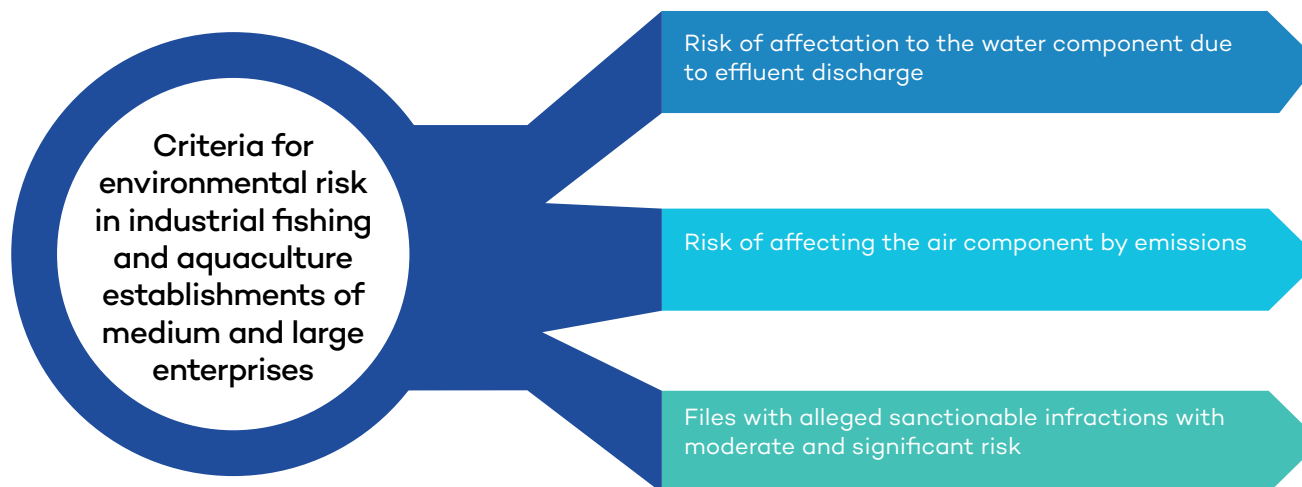 Criteria for
environmental risk
in industrial fishing
and aquaculture
establishments of
medium and large
enterprises
Risk of affectation to the water component due
to effluent discharge
Risk of affecting the air component by emissions
Files with alleged sanctionable infractions with
moderate and significant risk